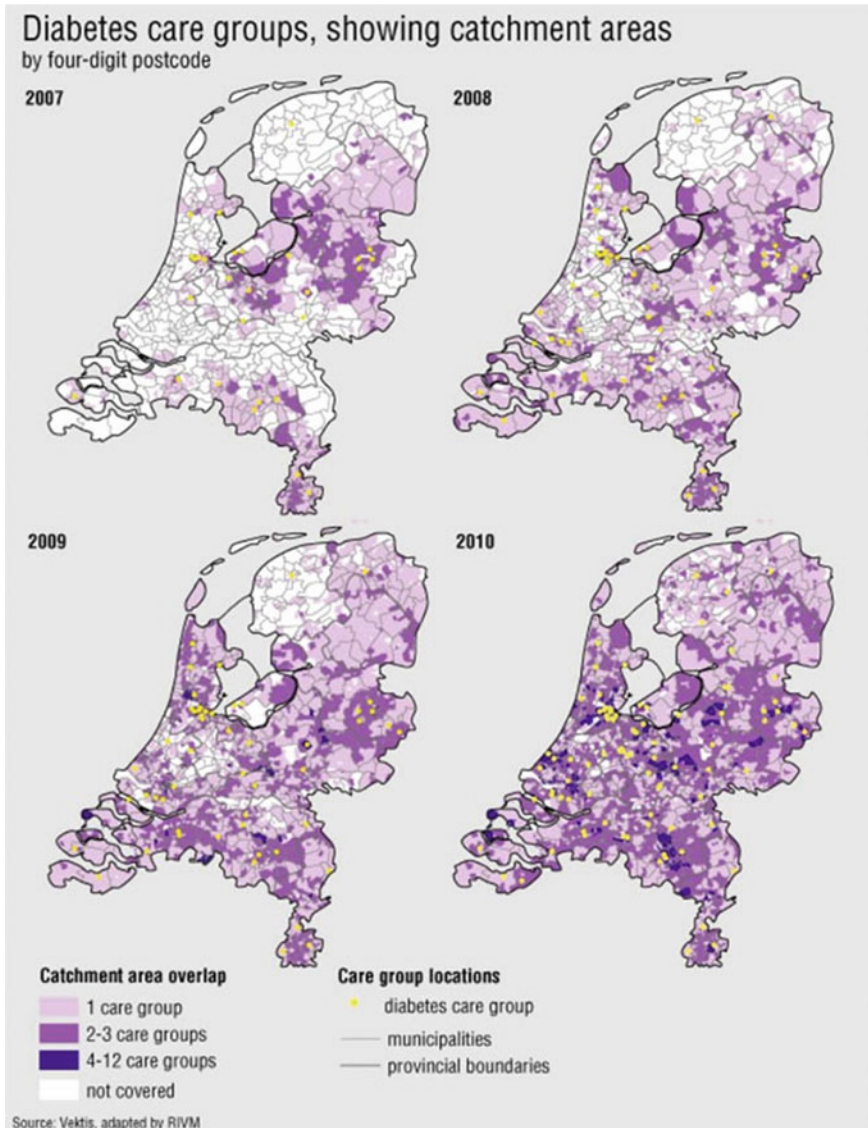 Diabetes care groups, showing catchment areas
by four-digit postcode
2007
2008
2009
2010
Catchment area overlap
1 care group
2-3 care groups
4-12 care groups
not covered
Care group locations
diabetes care group
municipalities
provincial boundaries
Source: Vektis, adapted by RIVM